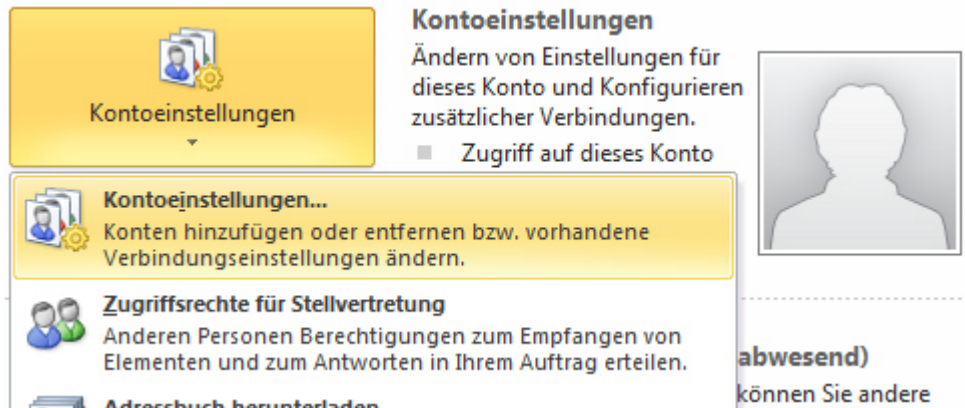 Kontoeinstellungen
Kontoeinstellungen
Ändern von Einstellungen für
dieses Konto und Konfigurieren
zusätzlicher Verbindungen.
Zugriff auf dieses Konto
Kontoeinstellungen...
Konten hinzufügen oder entfernen bzw. vorhandene
Verbindungseinstellungen ändern.
Zugriffsrechte für Stellvertretung
Anderen Personen Berechtigungen zum Empfangen von
Elementen und zum Antworten in Ihrem Auftrag erteilen.
Adressbuch herunterladen
abwesend)
können Sie andere